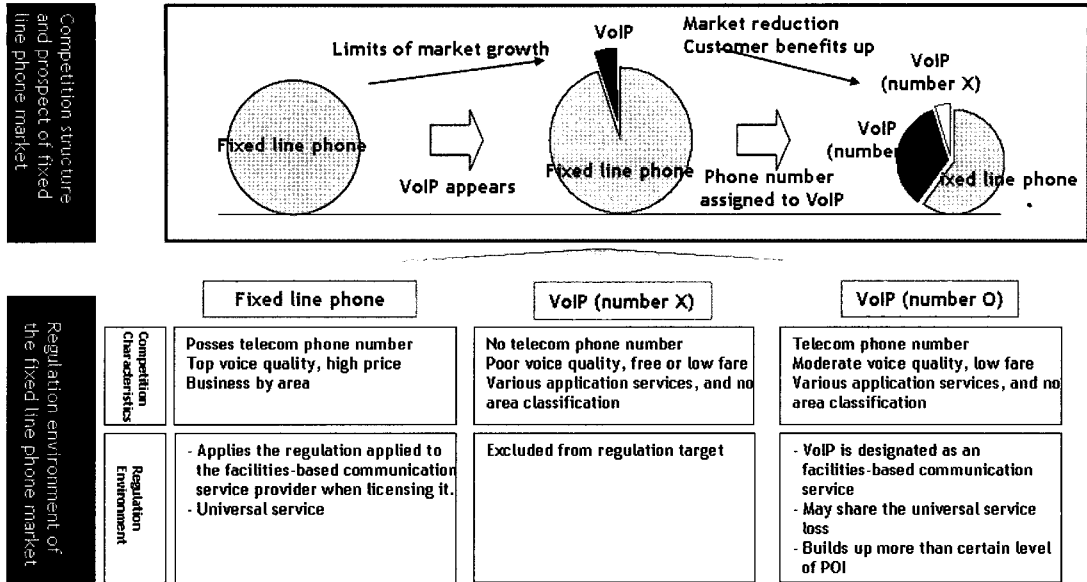 Competition structure
and prospect of fixed
line phone market
Limits of market growth
VoIP
Market reduction
Customer benefits up
VoIP
(number X)
Fixed line phone
VoIP appears
Fixed line phone
Phone number
assigned to VoIP
VoIP
(number
ixed line phone
Regulation environment of
the fixed line phone market
Fixed line phone
VoIP (number X)
VoIP (number O)
Competition
Characteristics
Posses telecom phone number
Top voice quality, high price
Business by area
No telecom phone number
Poor voice quality, free or low fare
Various application services, and no
area classification
Telecom phone number
Moderate voice quality, low fare
Various application services, and no
area classification
Regulation
Environment
- Applies the regulation applied to
the facilities-based communication
service provider when licensing it.
- Universal service
Excluded from regulation target
- VoIP is designated as an
facilities-based communication
service
- May share the universal service
loss
- Builds up more than certain level
of POI